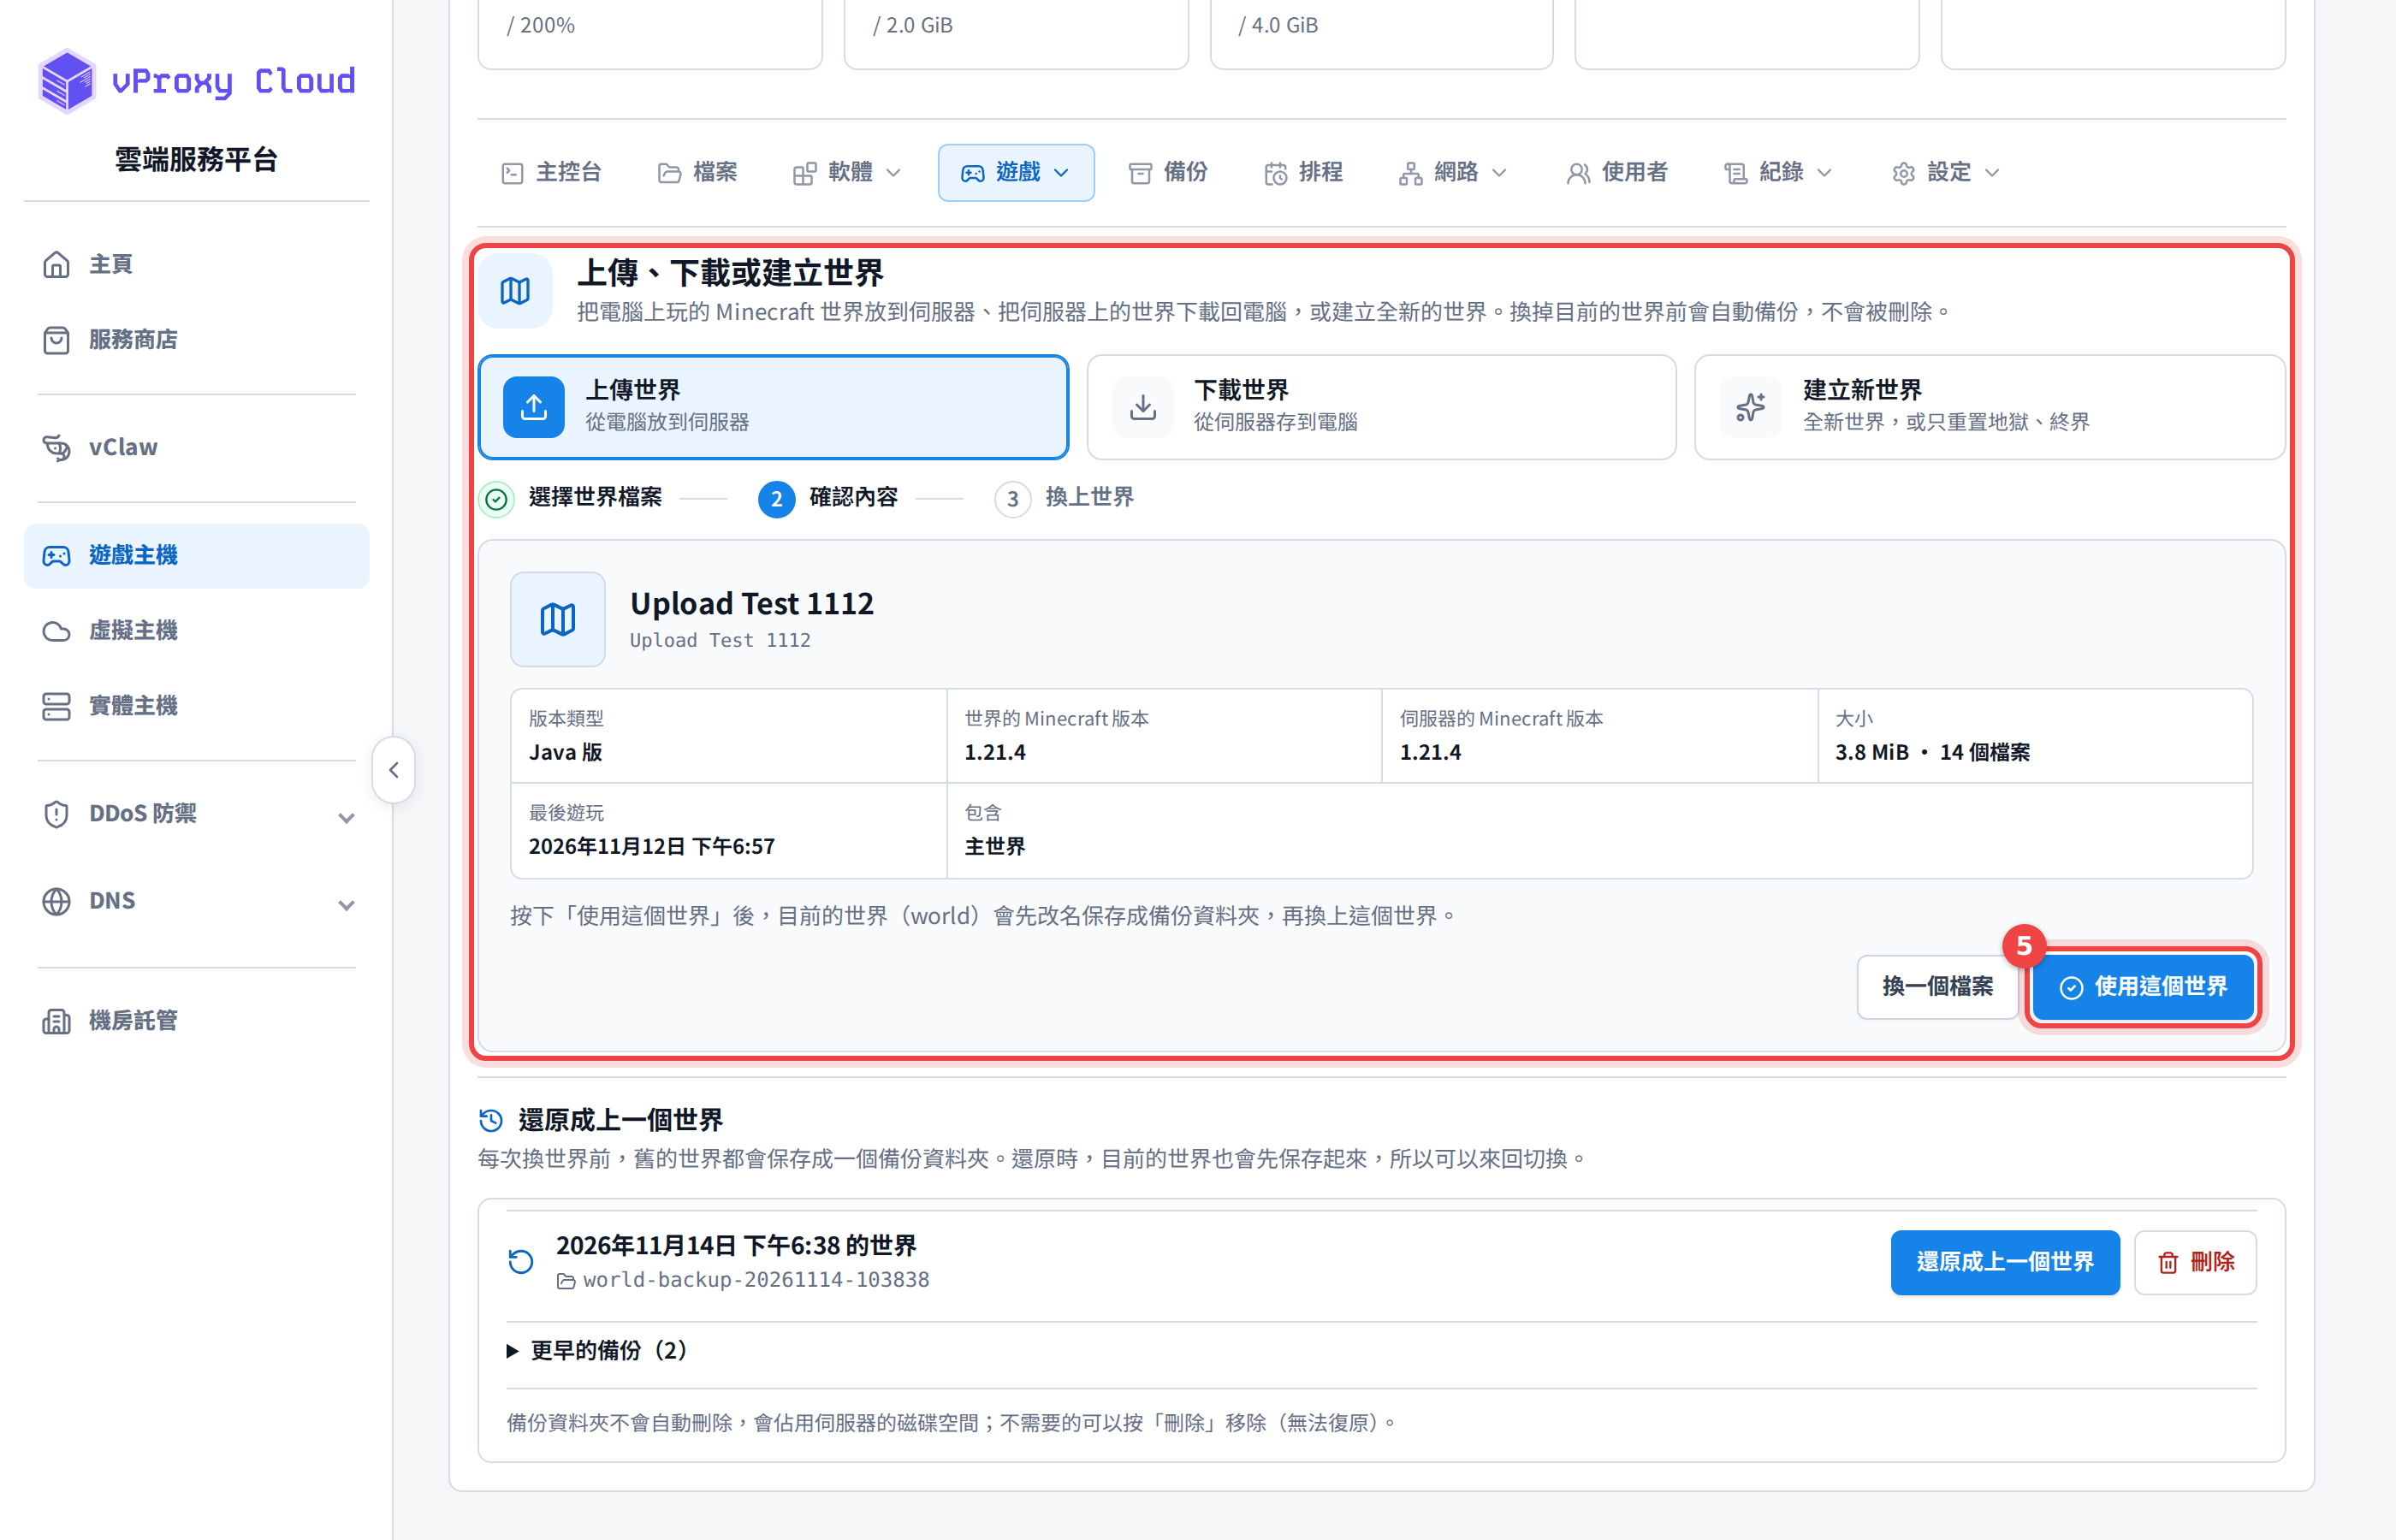 vProxy Cloud
雲端服務平台
主頁
服務商店
vClaw
遊戲主機
虛擬主機
實體主機
DDoS 防禦
DNS
機房託管
/ 200%
/ 2.0 GiB
/ 4.0 GiB
主控台
檔案
軟體
遊戲
備份
排程
網路
使用者
紀錄
設定
上傳、下載或建立世界
把電腦上玩的 Minecraft 世界放到伺服器、把伺服器上的世界下載回電腦，或建立全新的世界。換掉目前的世界前會自動備份，不會被刪除。
上傳世界
從電腦放到伺服器
下載世界
從伺服器存到電腦
建立新世界
全新世界，或只重置地獄、終界
選擇世界檔案
2 確認內容
3 換上世界
Upload Test 1112
Upload Test 1112
版本類型
Java 版
世界的 Minecraft 版本
1.21.4
伺服器的 Minecraft 版本
1.21.4
大小
3.8 MiB • 14 個檔案
最後遊玩
2026年11月12日 下午6:57
包含
主世界
按下「使用這個世界」後，目前的世界（world）會先改名保存成備份資料夾，再換上這個世界。
5
換一個檔案
使用這個世界
還原成上一個世界
每次換世界前，舊的世界都會保存成一個備份資料夾。還原時，目前的世界也會先保存起來，所以可以來回切換。
2026年11月14日 下午6:38 的世界
world-backup-20261114-103838
還原成上一個世界
刪除
更早的備份（2）
備份資料夾不會自動刪除，會佔用伺服器的磁碟空間；不需要的可以按「刪除」移除（無法復原）。